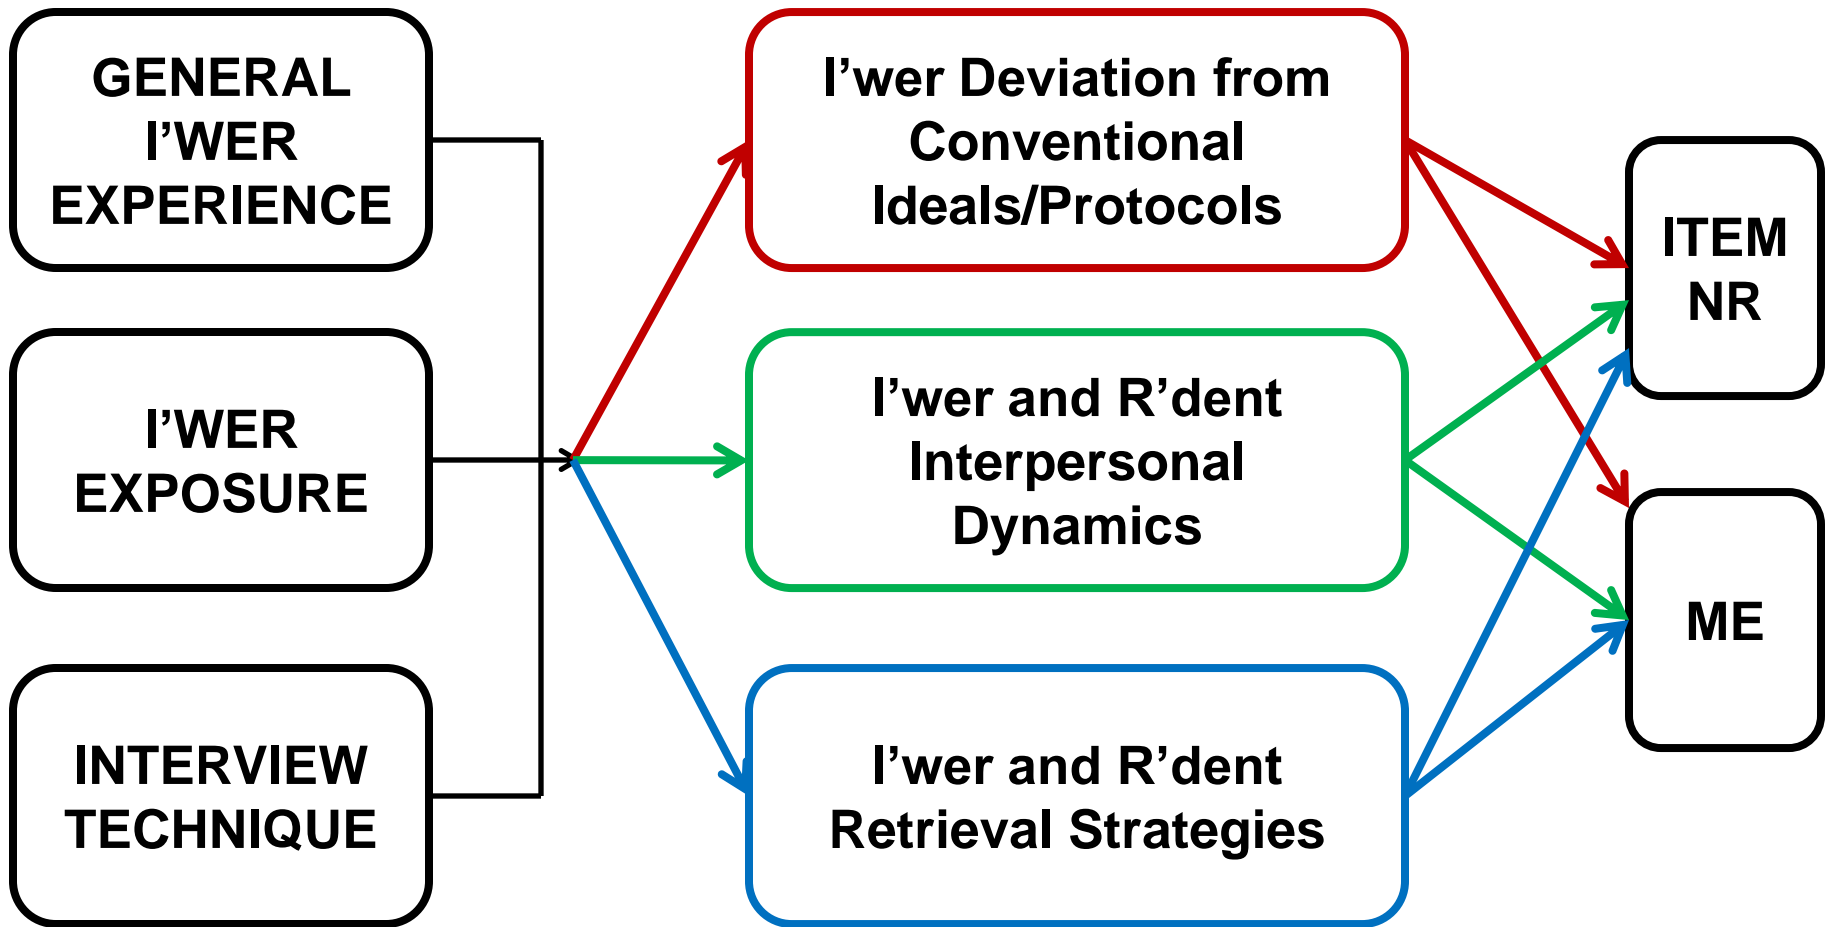 GENERAL
I’WER
EXPERIENCE
I’WER
EXPOSURE
INTERVIEW
TECHNIQUE
I’wer Deviation from
Conventional
Ideals/Protocols
I’wer and R’dent
Interpersonal
Dynamics
I’wer and R’dent
Retrieval Strategies
ITEM
NR
ME